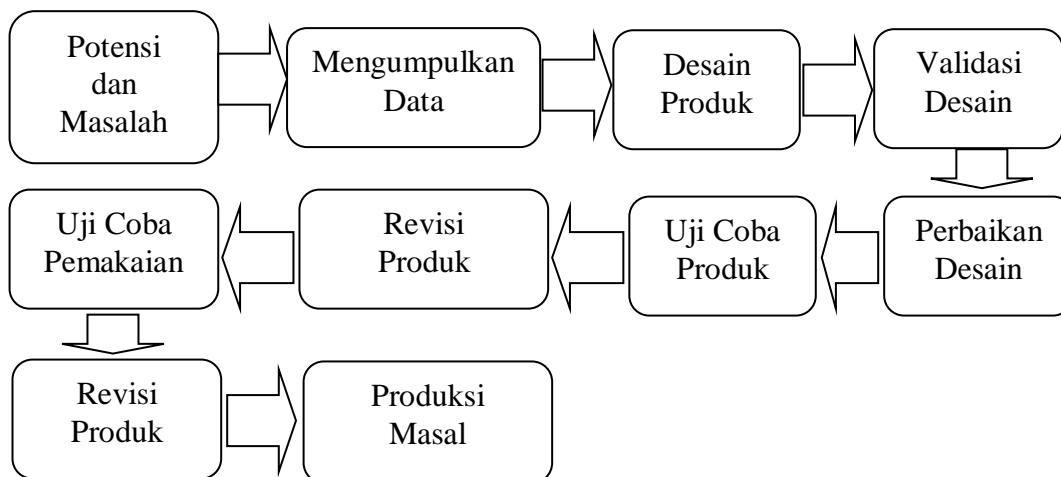 Potensi
dan
Masalah
Mengumpulkan
Data
Desain
Produk
Validasi
Desain
Perbaikan
Desain
Uji Coba
Produk
Revisi
Produk
Uji Coba
Pemakaian
Revisi
Produk
Produksi
Masal